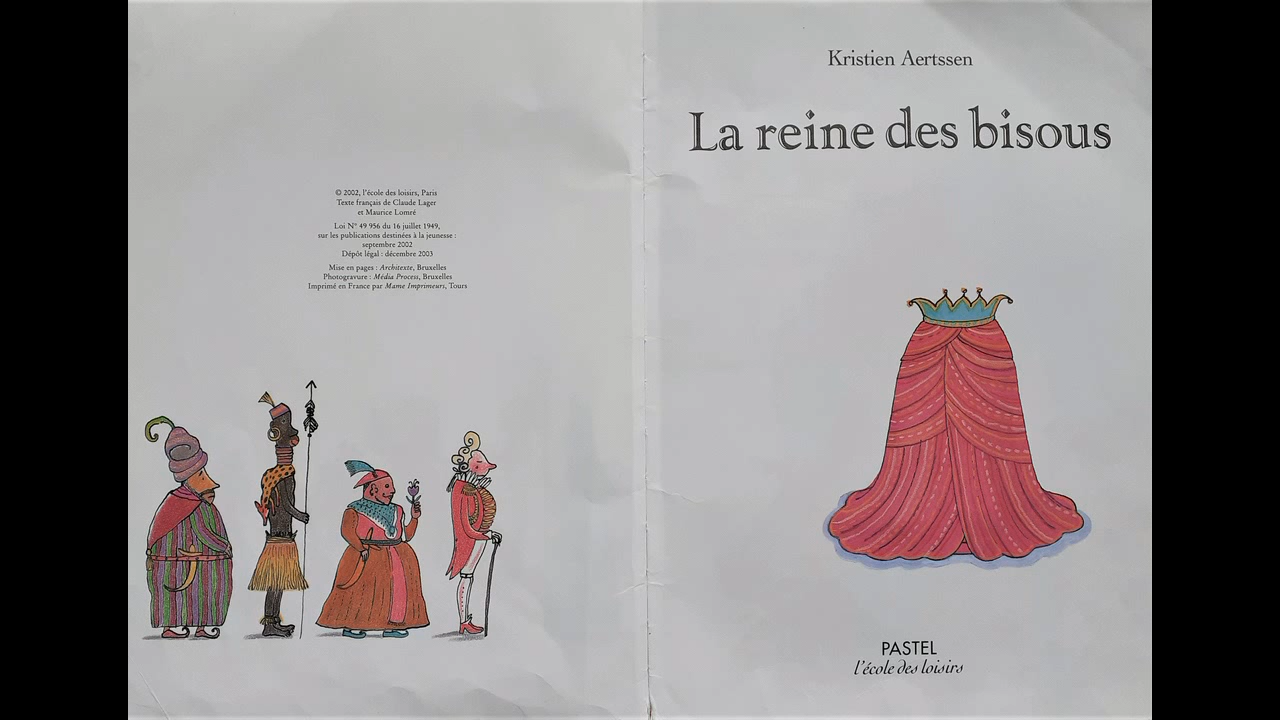 © 2002, l'école des loisirs, Paris
Texte français de Claude Lager
et Maurice Lomré
Loi N° 49 956 du 16 juillet 1949,
sur les publications destinées à la jeunesse :
septembre 2002
Dépôt légal : décembre 2003
Mise en pages : Architexte, Bruxelles
Photogravure : Média Process, Bruxelles
Imprimé en France par Mame Imprimeurs, Tours
Kristien Aertssen
La reine des bisous
PASTEL
l'école des loisirs